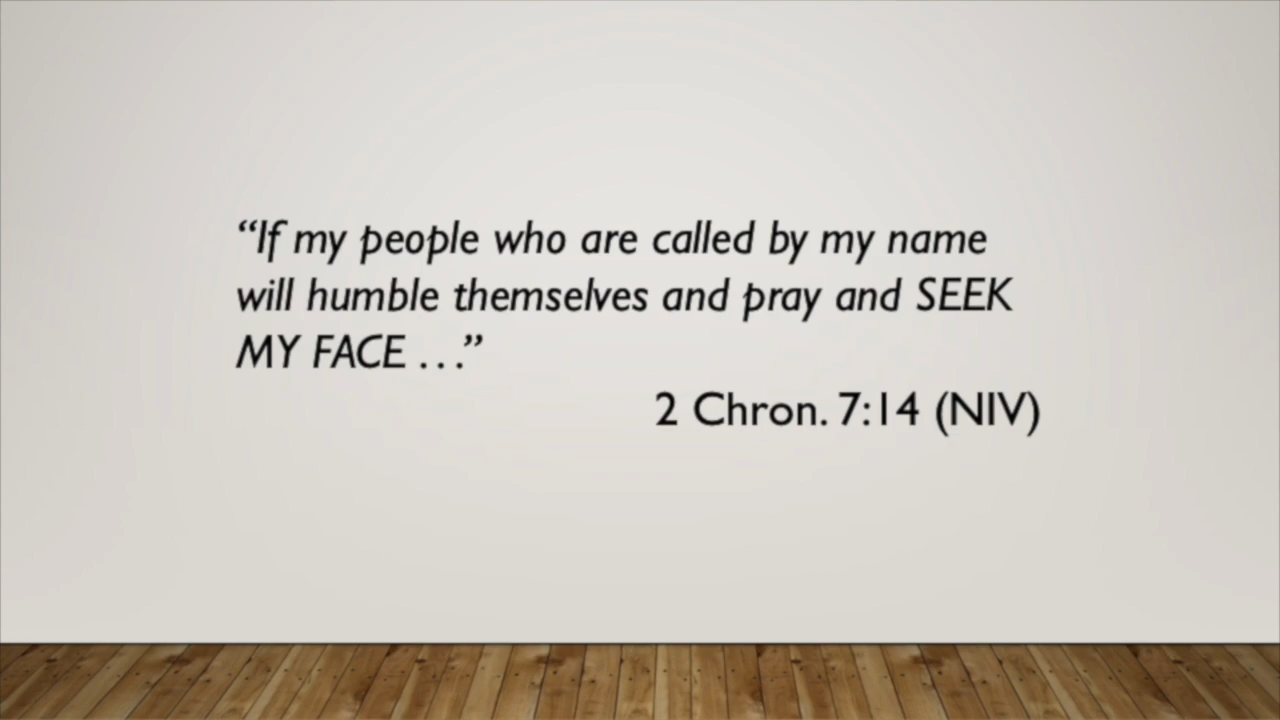 “If my people who are called by my name
will humble themselves and pray and SEEK
MY FACE . . .”
2 Chron. 7:14 (NIV)